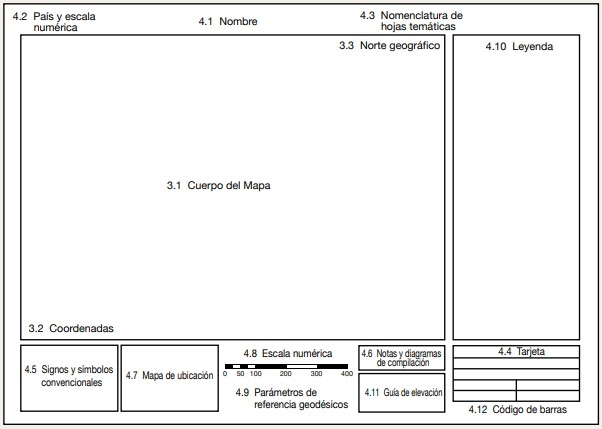 4.2 País y escala
numérica
4.1 Nombre
4.3 Nomenclatura de
hojas temáticas
3.3 Norte geográfico
4.10 Leyenda
3.1 Cuerpo del Mapa
3.2 Coordenadas
4.5 Signos y símbolos
convencionales
4.7 Mapa de ubicación
4.8 Escala numérica
0 50 100 200 300 400
4.9 Parámetros de
referencia geodésicos
4.6 Notas y diagramas
de compilación
4.11 Guía de elevación
4.4 Tarjeta
4.12 Código de barras